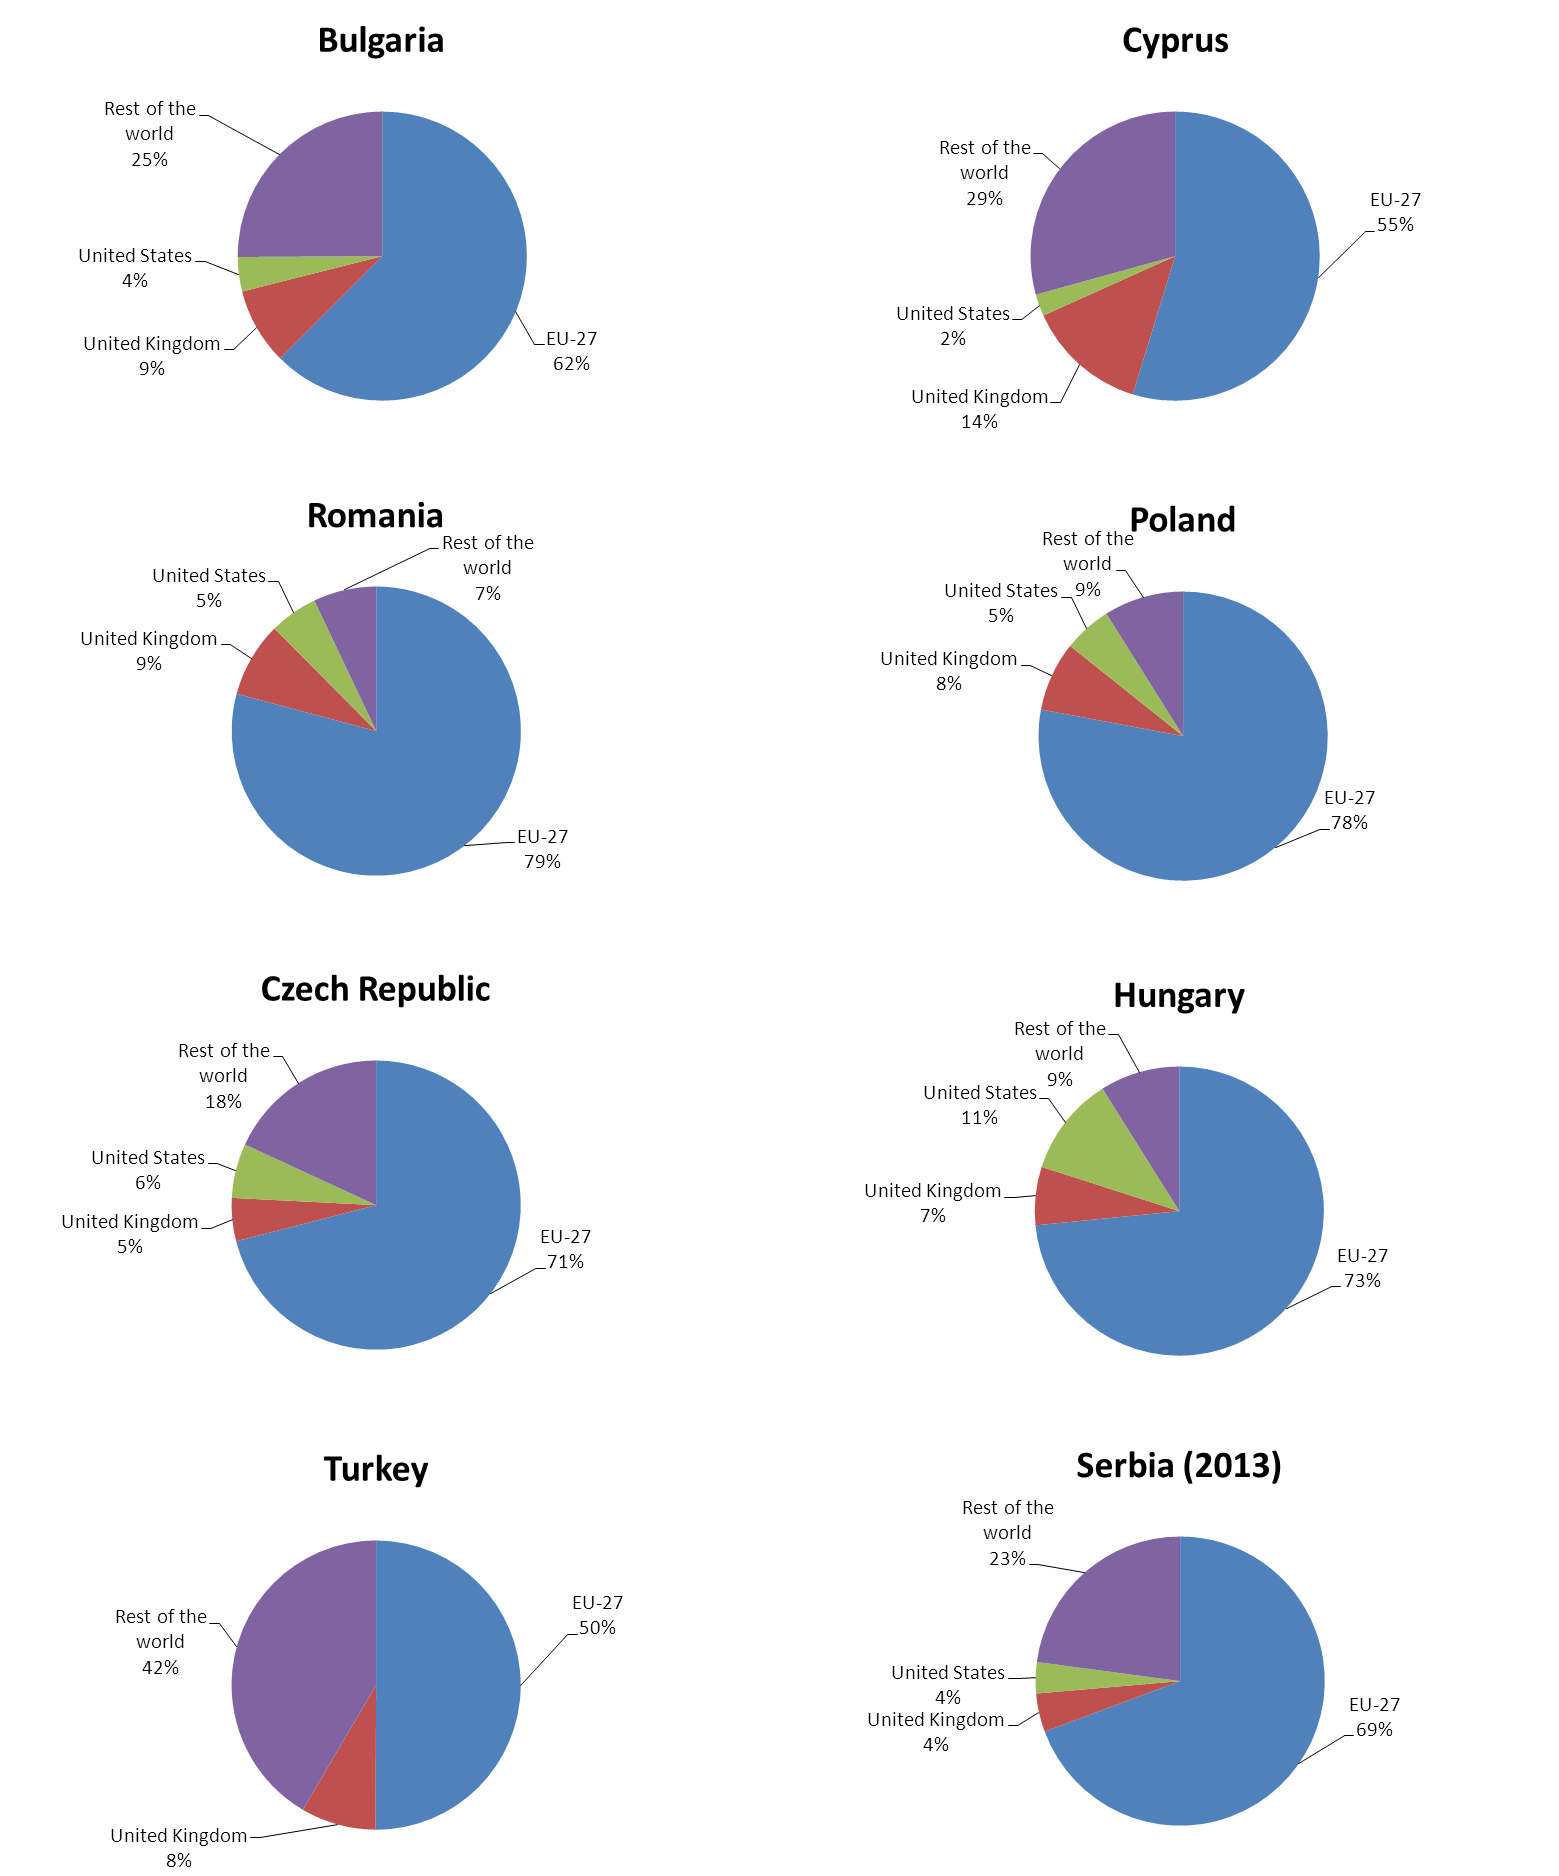 Bulgaria
Rest of the
world
25%
United States
4%
United Kingdom
9%
EU-27
62%
Cyprus
Rest of the
world
29%
EU-27
55%
United States
2%
United Kingdom
14%
Romania
Rest of the
world
7%
United States
5%
United Kingdom
9%
EU-27
79%
Poland
Rest of the
world
9%
United States
5%
United Kingdom
8%
EU-27
78%
Czech Republic
Rest of the
world
18%
United States
6%
United Kingdom
5%
EU-27
71%
Hungary
Rest of the
world
9%
United States
11%
United Kingdom
7%
EU-27
73%
Turkey
EU-27
50%
Rest of the
world
42%
United Kingdom
8%
Serbia (2013)
Rest of the
world
23%
United States
4%
United Kingdom
4%
EU-27
69%